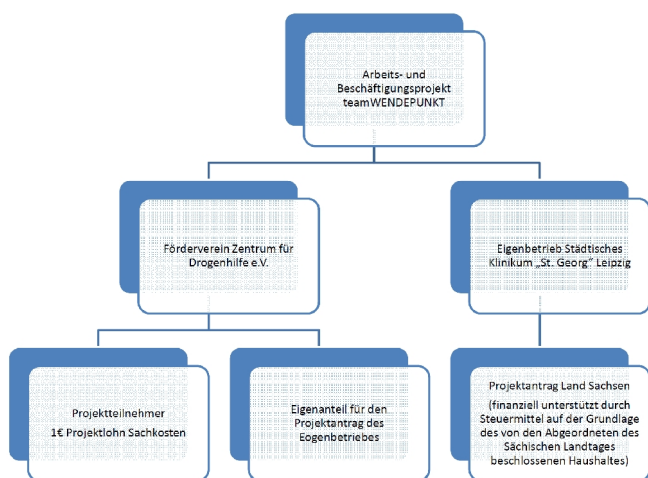 Arbeits- und
Beschäftigungsprojekt
teamWENDEPUNKT
Förderverein Zentrum für
Drogenhilfe e.V.
Eigenbetrieb Städtisches
Klinikum „St. Georg" Leipzig
Projektteilnehmer
1€ Projektlohn Sachkosten
Eigenanteil für den
Projektantrag des
Eogenbetriebes
Projektantrag Land Sachsen
(finanziell unterstützt durch
Steuermittel auf der Grundlage
des von den Abgeordneten des
Sächsischen Landtages
beschlossenen Haushaltes)